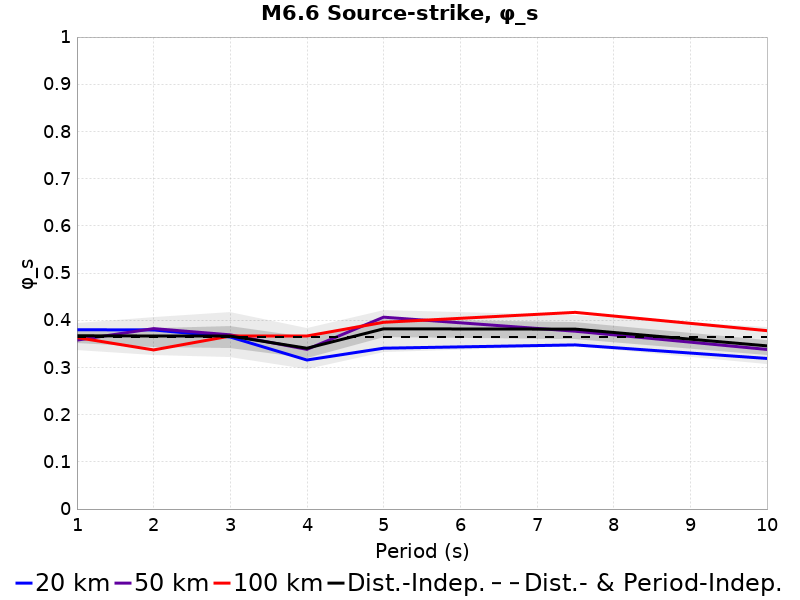 M6.6 Source-strike, φ_s
1
0.9
0.8
0.7
0.6
0.5
0.4
0.3
0.2
0.1
0
φ_s
1 2 3 4 5 6 7 8 9 10
Period (s)
20 km 50 km 100 km Dist.-Indep. Dist.- & Period-Indep.